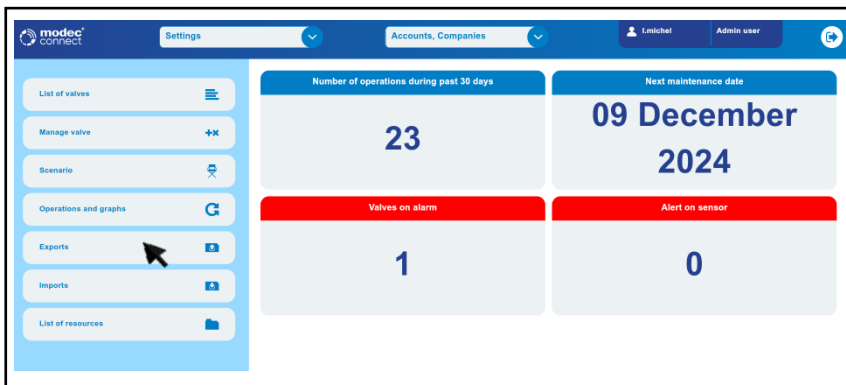 modec
connect
Settings
Accounts, Companies
l.michel
Admin user
List of valves
Manage valve
Scenario
Operations and graphs
Exports
Imports
List of resources
Number of operations during past 30 days
23
Next maintenance date
09 December
2024
Valves on alarm
1
Alert on sensor
0